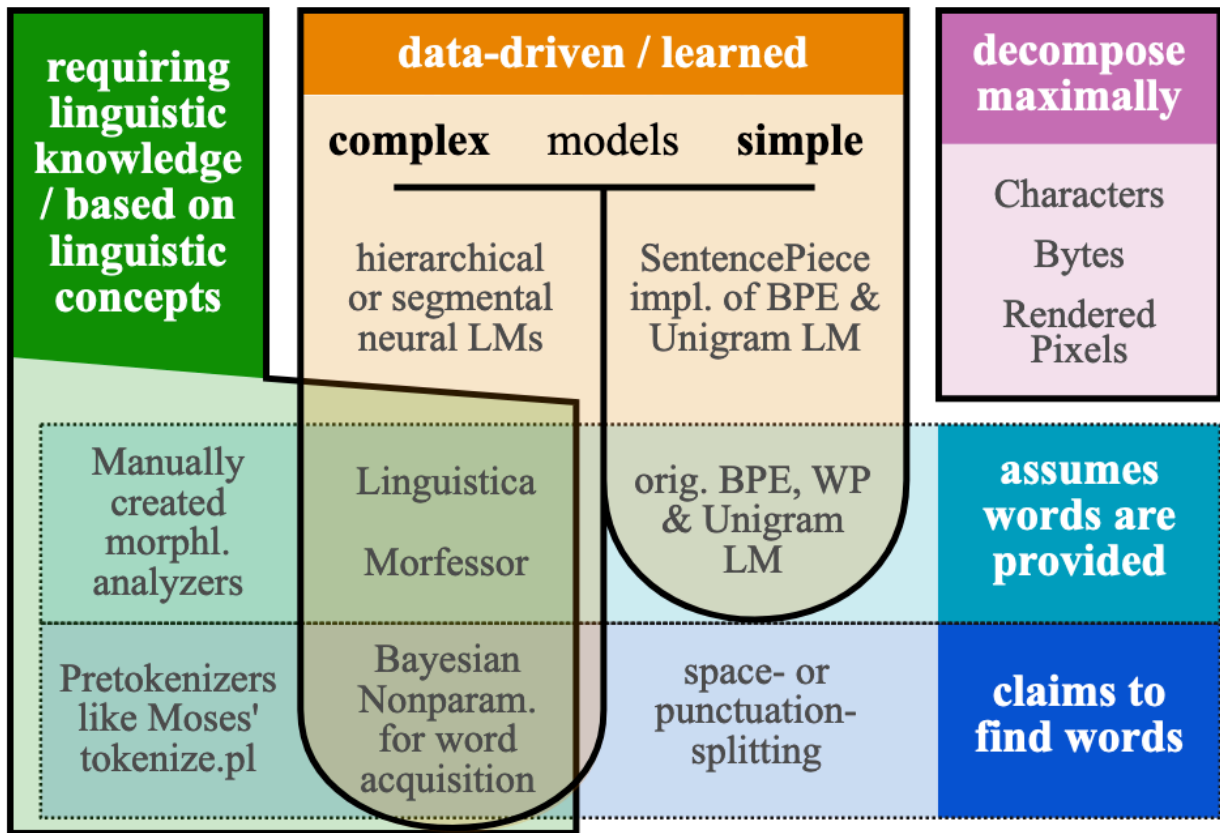 requiring
linguistic
knowledge
/ based on
linguistic
concepts
data-driven / learned
complex models simple
hierarchical
or segmental
neural LMs
SentencePiece
impl. of BPE &
Unigram LM
decompose
maximally
Characters
Bytes
Rendered
Pixels
Manually
created
morphl.
analyzers
Linguistica
Morfessor
orig. BPE, WP
& Unigram
LM
assumes
words are
provided
Pretokenizers
like Moses'
tokenize.pl
Bayesian
Nonparam.
for word
acquisition
space- or
punctuation-
splitting
claims to
find words